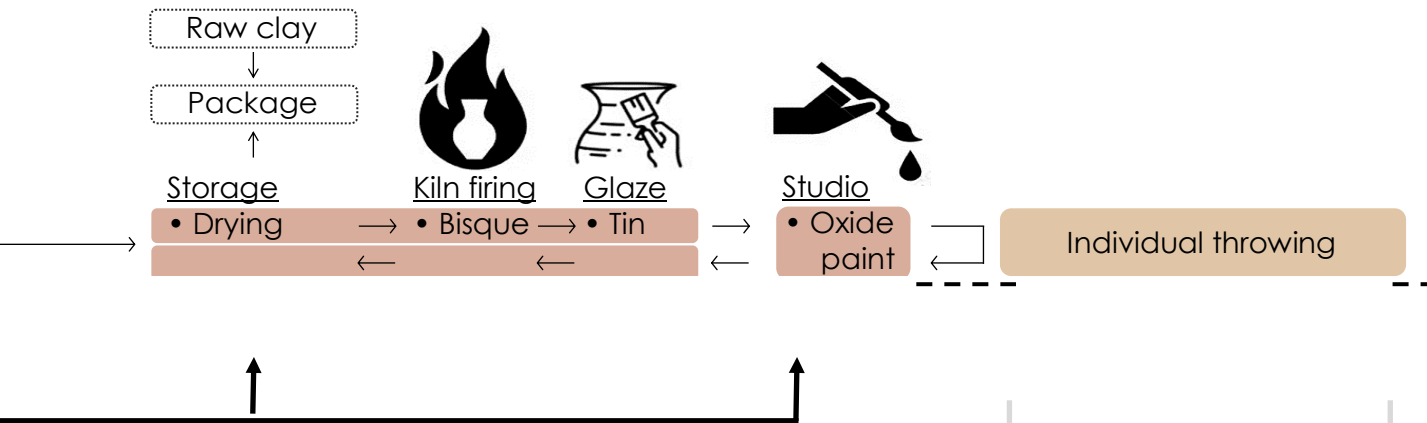 Raw clay
Package
Storage
Kiln firing
Glaze
Studio
• Drying
• Bisque
• Tin
• Oxide
paint
Individual throwing